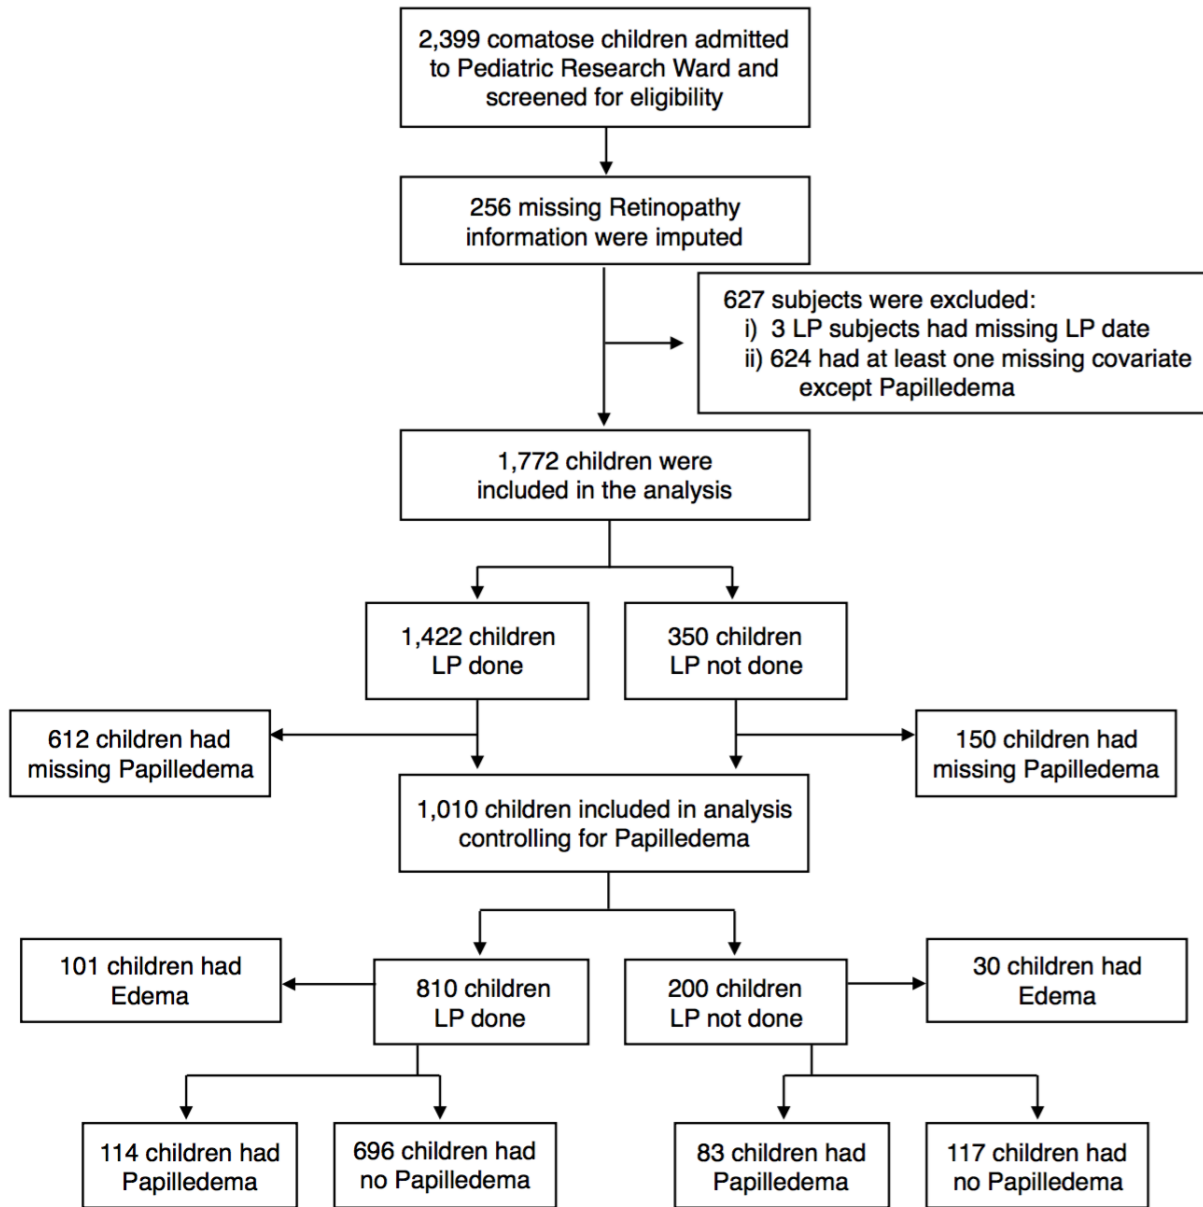 2,399 comatose children admitted
to Pediatric Research Ward and
screened for eligibility
256 missing Retinopathy
information were imputed
627 subjects were excluded:
i) 3 LP subjects had missing LP date
ii) 624 had at least one missing covariate
except Papilledema
1,772 children were
included in the analysis
1,422 children
LP done
350 children
LP not done
612 children had
missing Papilledema
150 children had
missing Papilledema
1,010 children included in analysis
controlling for Papilledema
101 children had
Edema
810 children
LP done
200 children
LP not done
30 children had
Edema
114 children had
Papilledema
696 children had
no Papilledema
83 children had
Papilledema
117 children had
no Papilledema